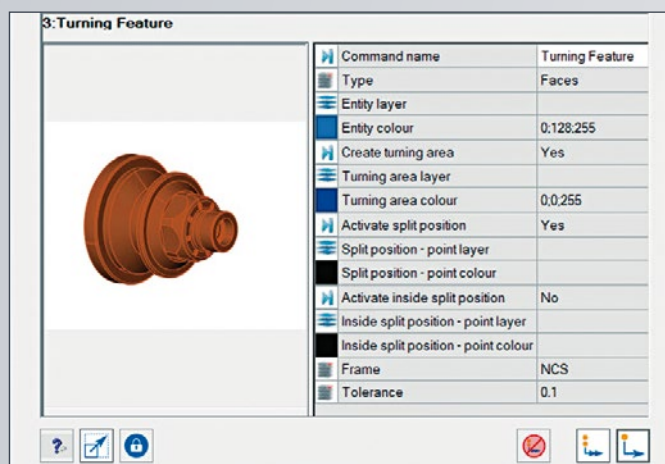 3:Turning Feature
Command name Turning Feature
Type Faces
Entity layer
Entity colour 0;128;255
Create turning area Yes
Turning area layer
Turning area colour 0;0;255
Activate split position Yes
Split position - point layer
Split position - point colour
Activate inside split position No
Inside split position - point layer
Inside split position - point colour
Frame NCS
Tolerance 0.1
?